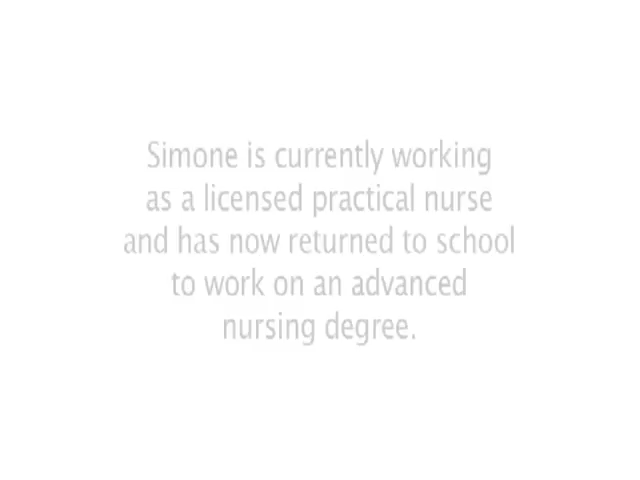 Simone is currently working
as a licensed practical nurse
and has now returned to school
to work on an advanced
nursing degree.